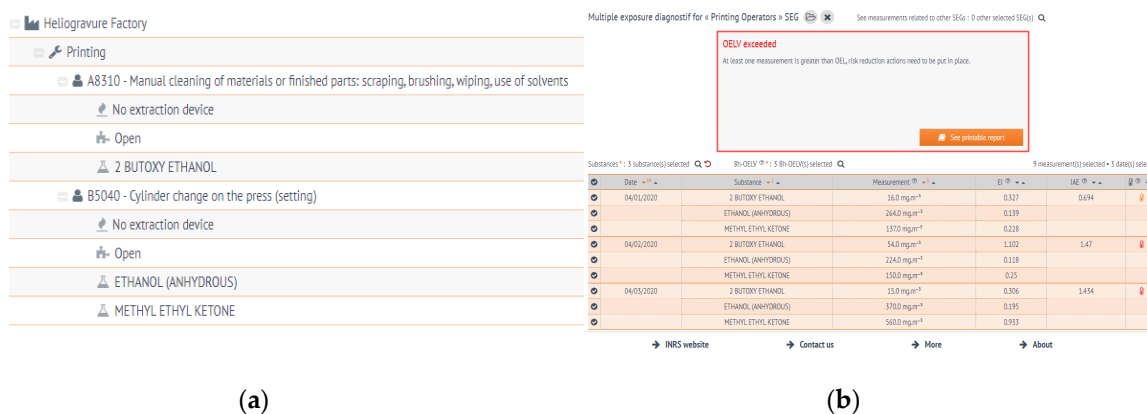 Heliogravure Factory
Printing
A8310 - Manual cleaning of materials or finished parts: scraping, brushing, wiping, use of solvents
No extraction device
Open
2 BUTOXY ETHANOL
B5040 - Cylinder change on the press (setting)
No extraction device
Open
ETHANOL (ANHYDROUS)
METHYL ETHYL KETONE
(a)
Multiple exposure diagnostif for « Printing Operators » SEG See measurements related to other SEGs : 0 other selected SEG(s)
OELV exceeded
At least one measurement is greater than OEL, risk reduction actions need to be put in place.
See printable report
Substances * : 3 substance(s) selected 8h-OELV * : 3 8h-OELV(s) selected 9 measurement(s) selected • 3 date(s) sele
Date Substance Measurement EI IAE
04/01/2020 2 BUTOXY ETHANOL 16.0 mg.m⁻³ 0.327 0.694
ETHANOL (ANHYDROUS) 264.0 mg.m⁻³ 0.139
METHYL ETHYL KETONE 137.0 mg.m⁻³ 0.228
04/02/2020 2 BUTOXY ETHANOL 54.0 mg.m⁻³ 1.102 1.47
ETHANOL (ANHYDROUS) 224.0 mg.m⁻³ 0.118
METHYL ETHYL KETONE 150.0 mg.m⁻³ 0.25
04/03/2020 2 BUTOXY ETHANOL 15.0 mg.m⁻³ 0.306 1.434
ETHANOL (ANHYDROUS) 370.0 mg.m⁻³ 0.195
METHYL ETHYL KETONE 560.0 mg.m⁻³ 0.933
INRS website Contact us More About
(b)